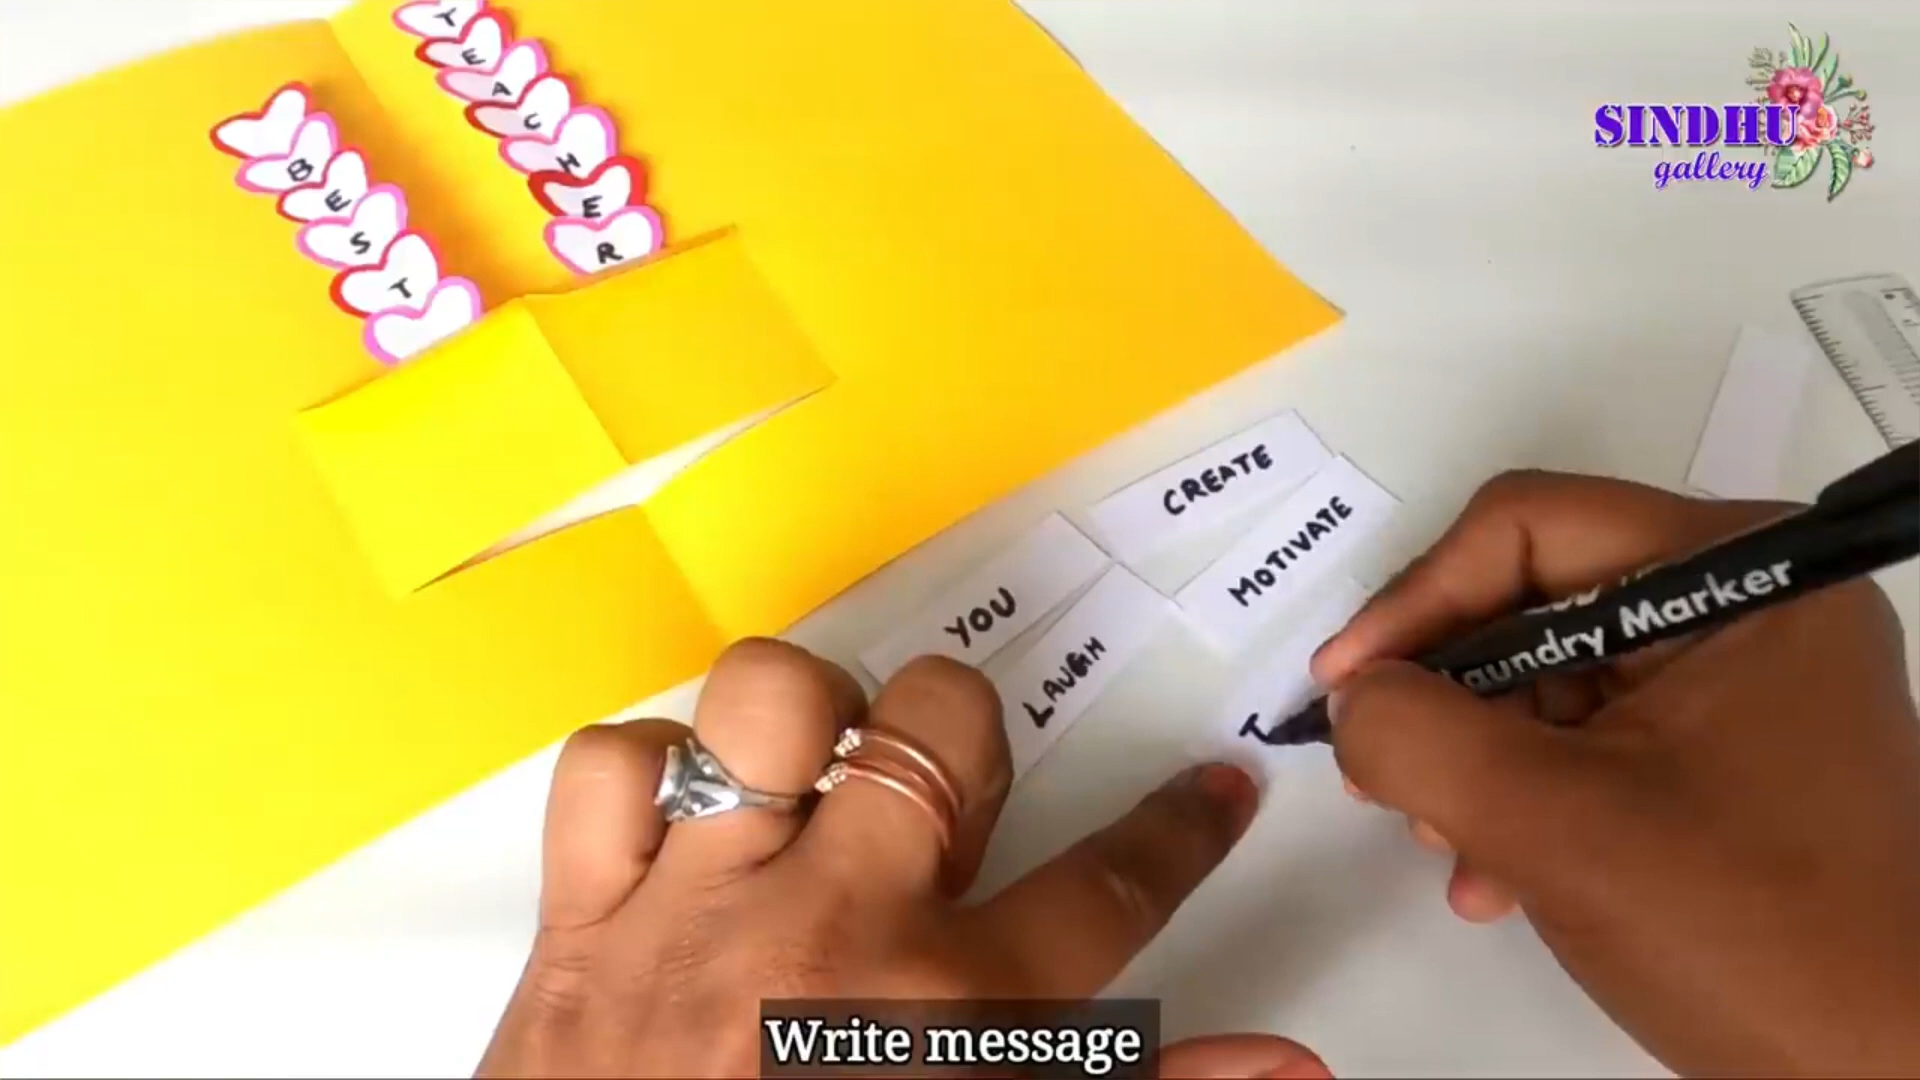 SINDHU
gallery
BEST
TEACHER
CREATE
MOTIVATE
YOU
LAUGH
T
Laundry Marker
Write message